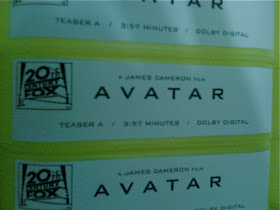 TEASER A / 3:57 MINUTES / DOLBY DIGITAL
20th
CENTURY
FOX
A JAMES CAMERON FILM
AVATAR
TEASER A / 3:57 MINUTES / DOLBY DIGITAL
20th
CENTURY
FOX
A JAMES CAMERON FILM
AVATAR